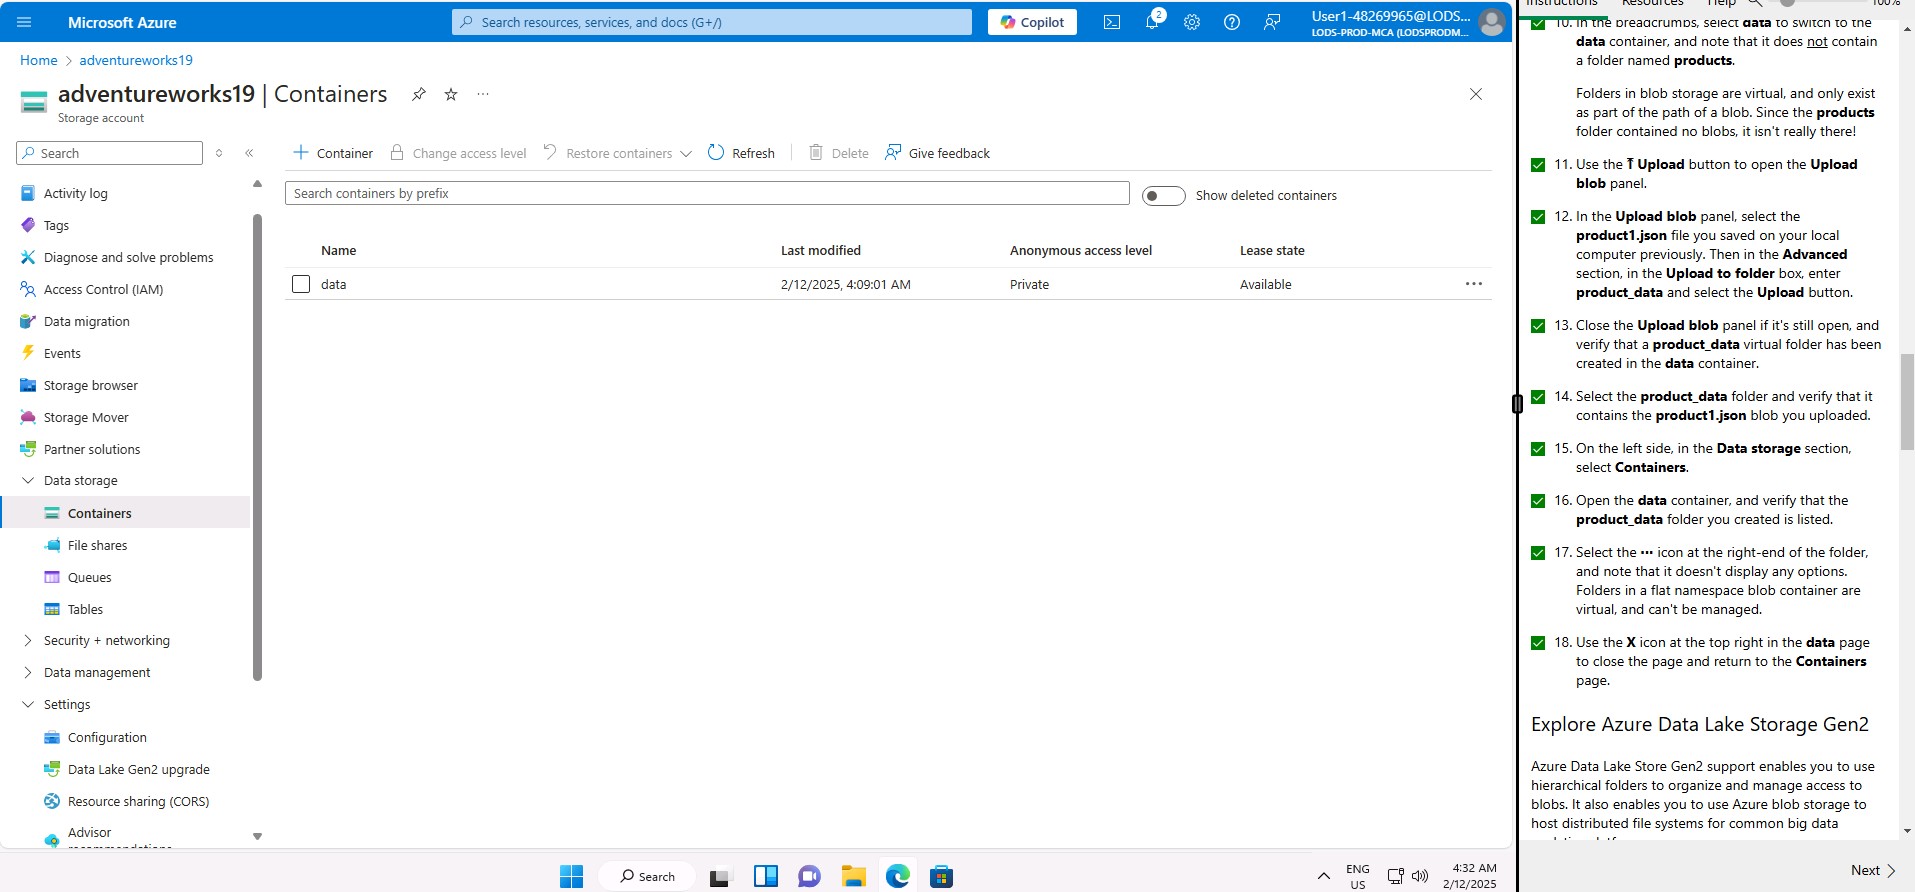 Microsoft Azure
Search resources, services, and docs (G+/)
Copilot
2
User1-48269965@LODS...
LODS-PROD-MCA (LODSPRODM...
Home > adventureworks19
adventureworks19 | Containers
Storage account
Search
Container
Change access level
Restore containers
Refresh
Delete
Give feedback
Search containers by prefix
Show deleted containers
Name
Last modified
Anonymous access level
Lease state
data
2/12/2025, 4:09:01 AM
Private
Available
Activity log
Tags
Diagnose and solve problems
Access Control (IAM)
Data migration
Events
Storage browser
Storage Mover
Partner solutions
Data storage
Containers
File shares
Queues
Tables
Security + networking
Data management
Settings
Configuration
Data Lake Gen2 upgrade
Resource sharing (CORS)
Advisor
recommendations
Search
ENG
US
4:32 AM
2/12/2025
Instructions
Resources
Help
100%
10. In the breadcrumbs, select data to switch to the
data container, and note that it does not contain
a folder named products.
Folders in blob storage are virtual, and only exist
as part of the path of a blob. Since the products
folder contained no blobs, it isn't really there!
11. Use the ⤒ Upload button to open the Upload
blob panel.
12. In the Upload blob panel, select the
product1.json file you saved on your local
computer previously. Then in the Advanced
section, in the Upload to folder box, enter
product_data and select the Upload button.
13. Close the Upload blob panel if it's still open, and
verify that a product_data virtual folder has been
created in the data container.
14. Select the product_data folder and verify that it
contains the product1.json blob you uploaded.
15. On the left side, in the Data storage section,
select Containers.
16. Open the data container, and verify that the
product_data folder you created is listed.
17. Select the ··· icon at the right-end of the folder,
and note that it doesn't display any options.
Folders in a flat namespace blob container are
virtual, and can't be managed.
18. Use the X icon at the top right in the data page
to close the page and return to the Containers
page.
Explore Azure Data Lake Storage Gen2
Azure Data Lake Store Gen2 support enables you to use
hierarchical folders to organize and manage access to
blobs. It also enables you to use Azure blob storage to
host distributed file systems for common big data
Next